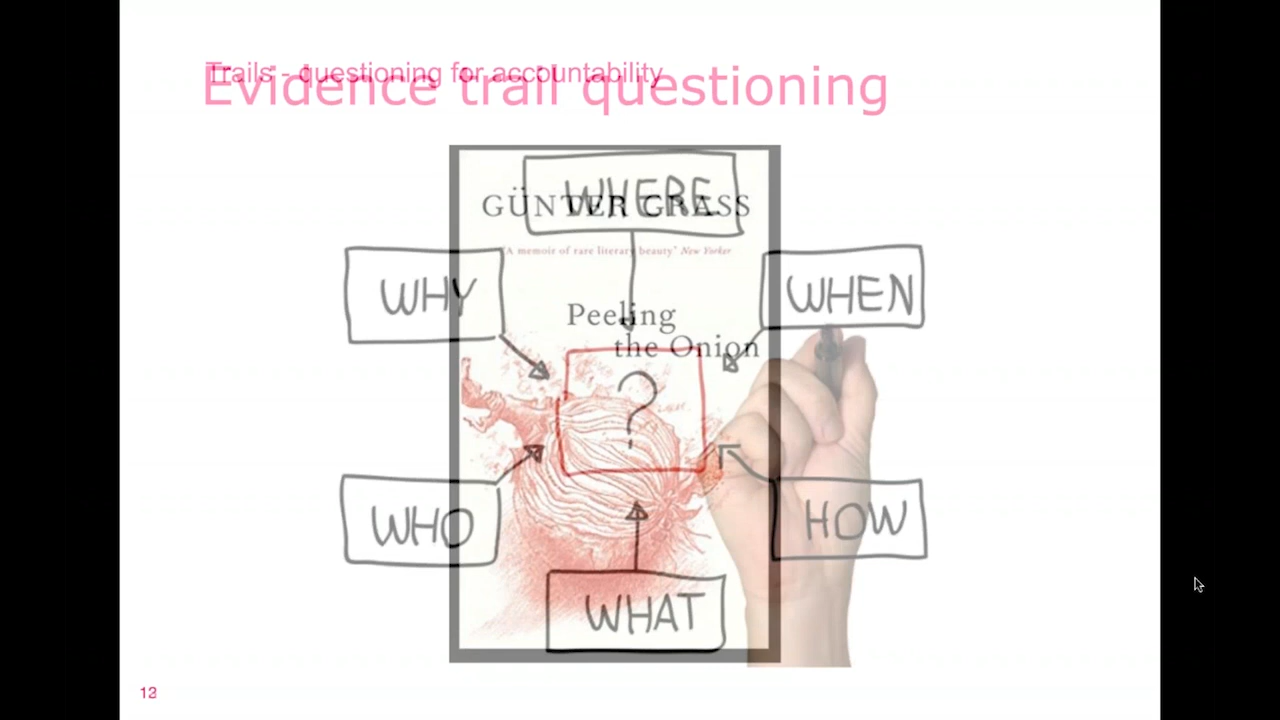 Trails - questioning for accountability
Evidence trail questioning
WHERE
GÜNTER GRASS
"A memoir of rare literary beauty" New Yorker
WHY
WHEN
Peeling
the Onion
?
WHO
HOW
WHAT